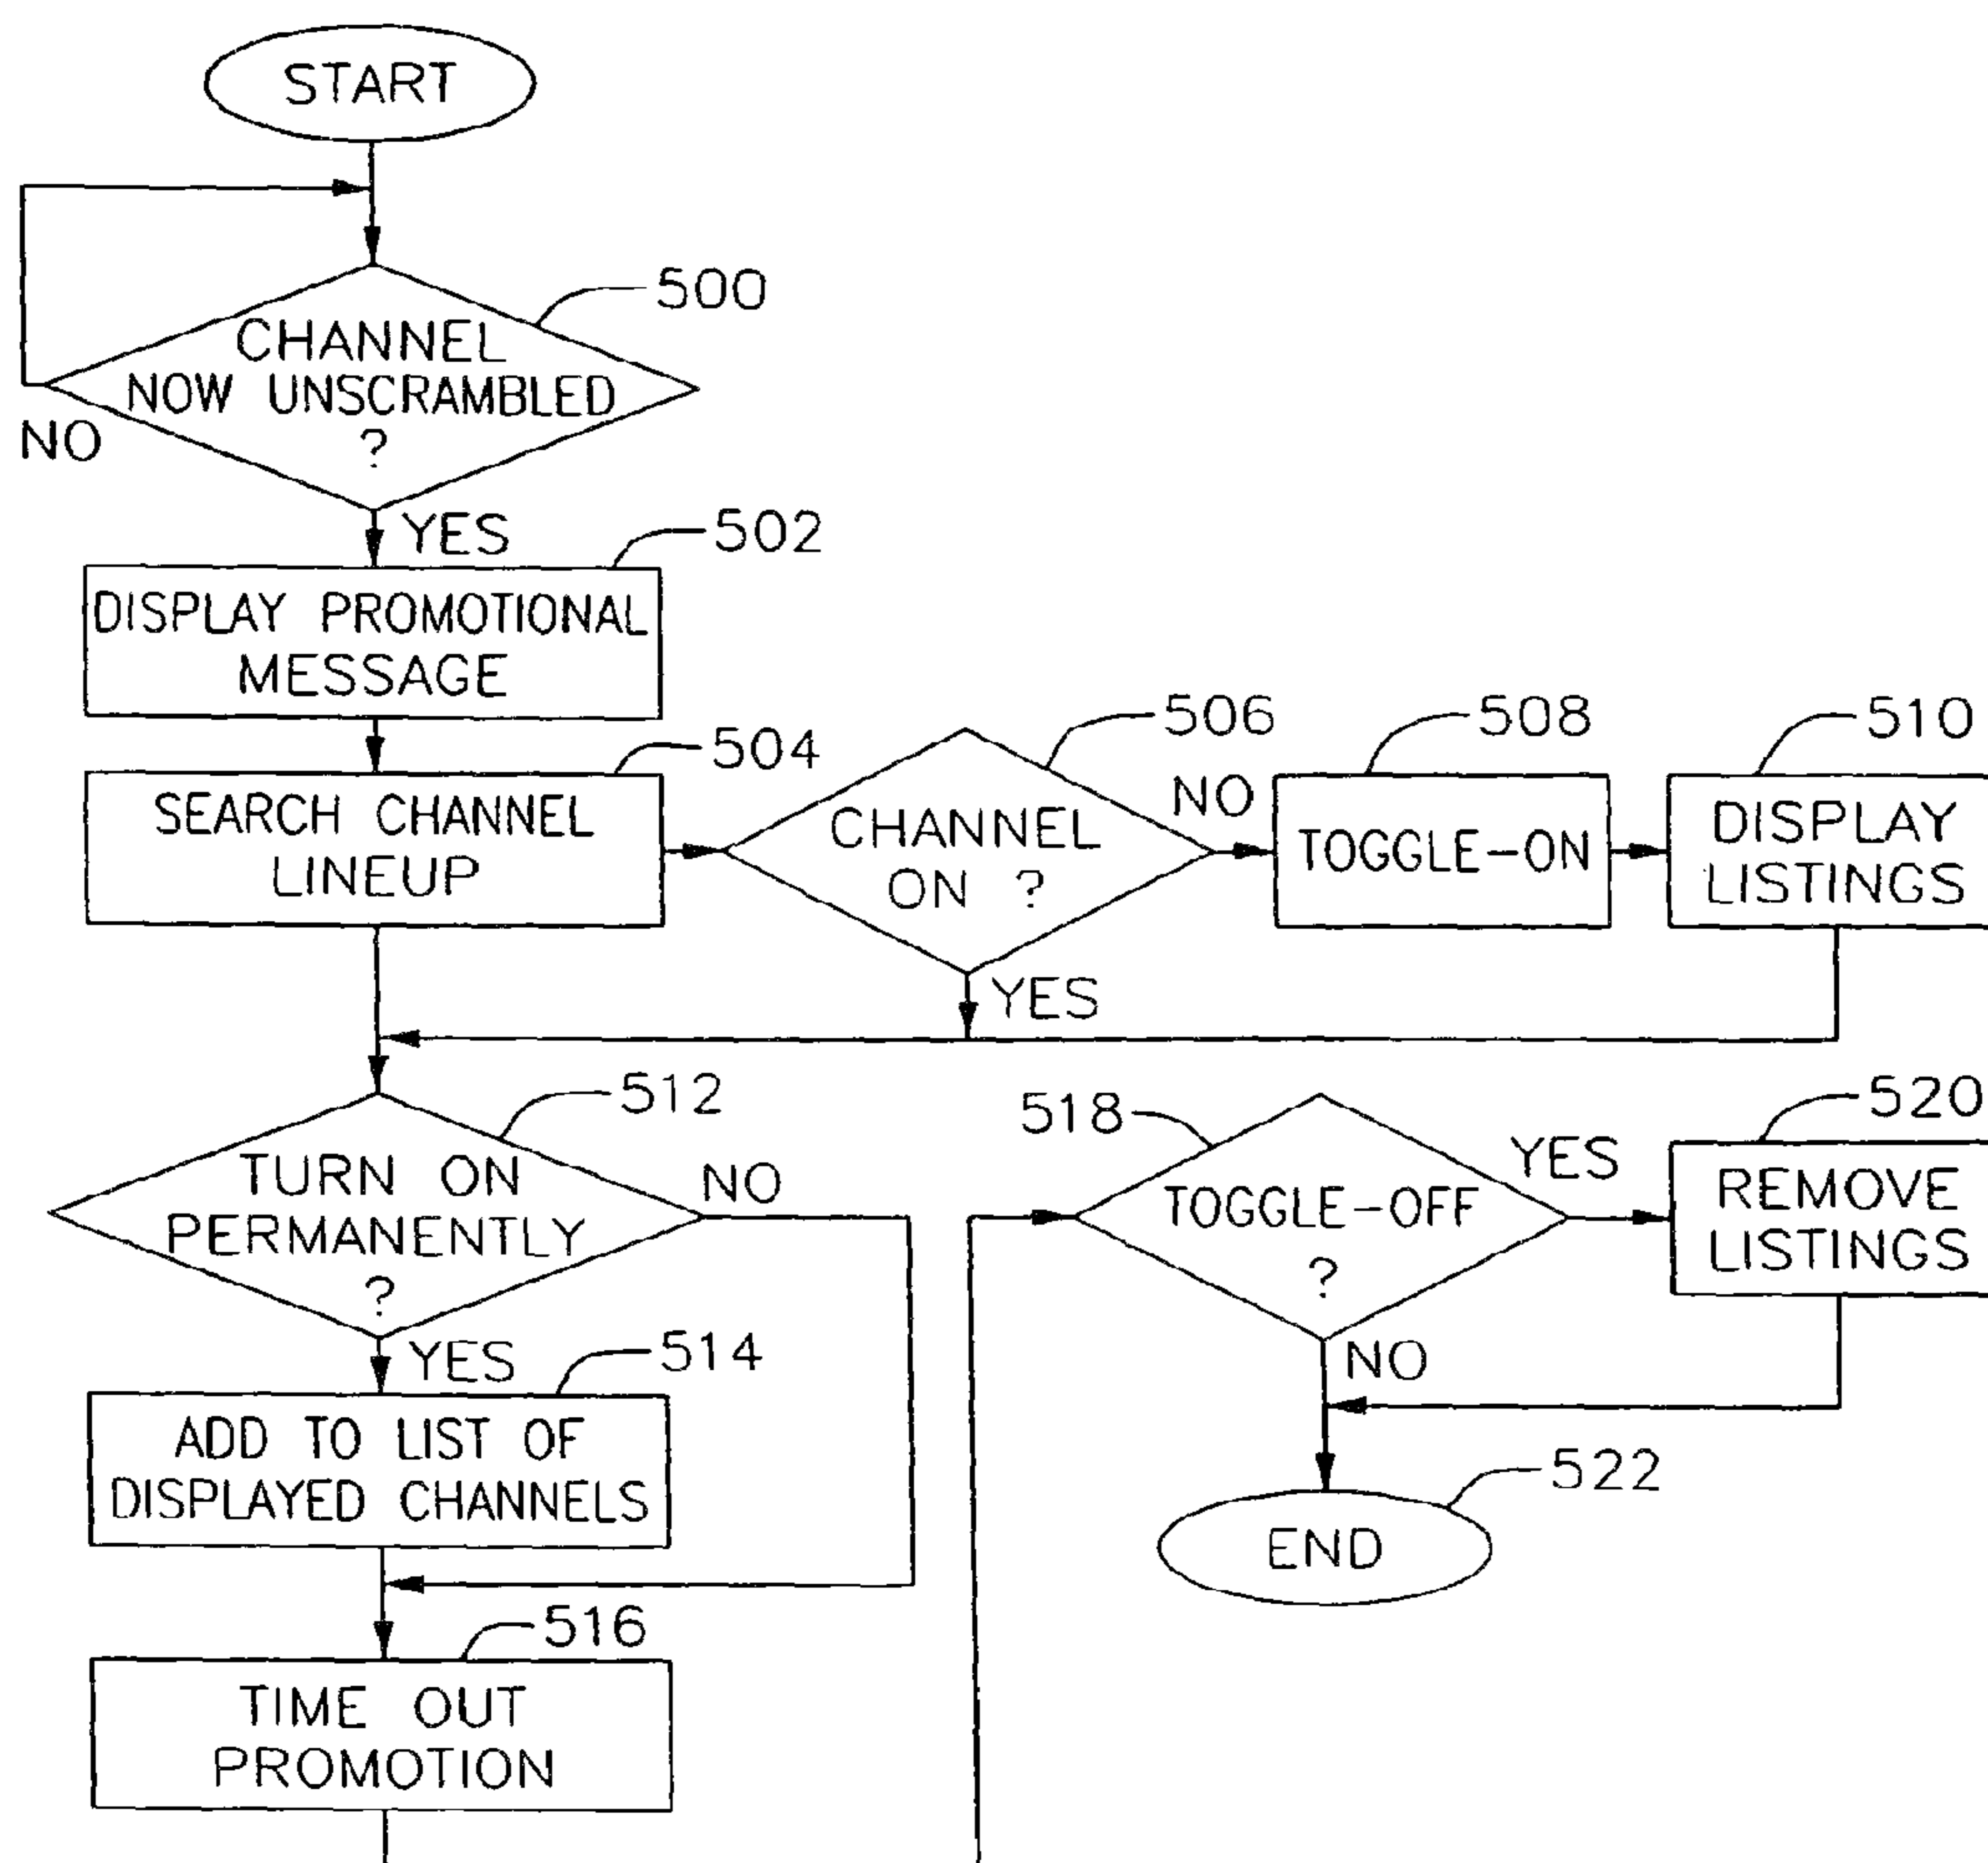 START
500
CHANNEL
NOW UNSCRAMBLED
?
NO
YES
502
DISPLAY PROMOTIONAL
MESSAGE
504
SEARCH CHANNEL
LINEUP
506
CHANNEL
ON ?
NO
YES
508
TOGGLE-ON
510
DISPLAY
LISTINGS
512
TURN ON
PERMANENTLY
?
NO
YES
514
ADD TO LIST OF
DISPLAYED CHANNELS
516
TIME OUT
PROMOTION
518
TOGGLE-OFF
?
YES
NO
520
REMOVE
LISTINGS
522
END